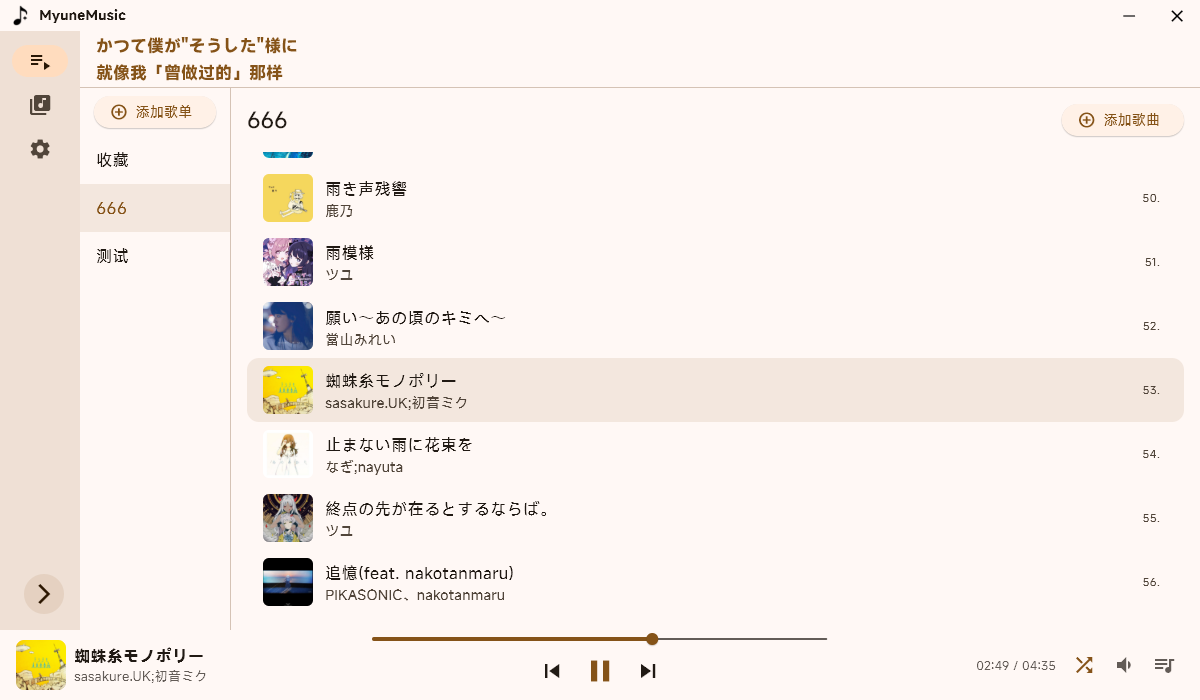 MyuneMusic
かつて僕が"そうした"様に
就像我「曾做过的」那样
添加歌单
收藏
666
测试
666
添加歌曲
雨き声残響
鹿乃
50.
雨模様
ツユ
51.
願い〜あの頃のキミへ〜
當山みれい
52.
蜘蛛糸モノポリー
sasakure.UK;初音ミク
53.
止まない雨に花束を
なぎ;nayuta
54.
終点の先が在るとするならば。
ツユ
55.
追憶(feat. nakotanmaru)
PIKASONIC、nakotanmaru
56.
蜘蛛糸モノポリー
sasakure.UK;初音ミク
02:49 / 04:35